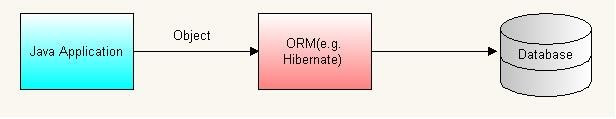 Java Application
Object
ORM(e.g.
Hibernate)
Database